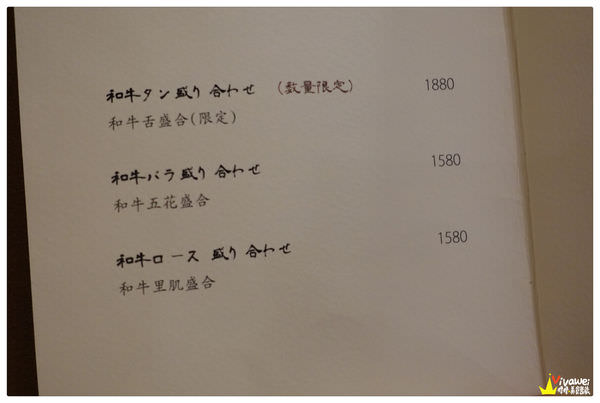 和牛タン盛り合わせ (数量限定) 1880
和牛舌盛合(限定)
和牛バラ盛り合わせ 1580
和牛五花盛合
和牛ロース 盛り合わせ 1580
和牛里肌盛合
Vivawei